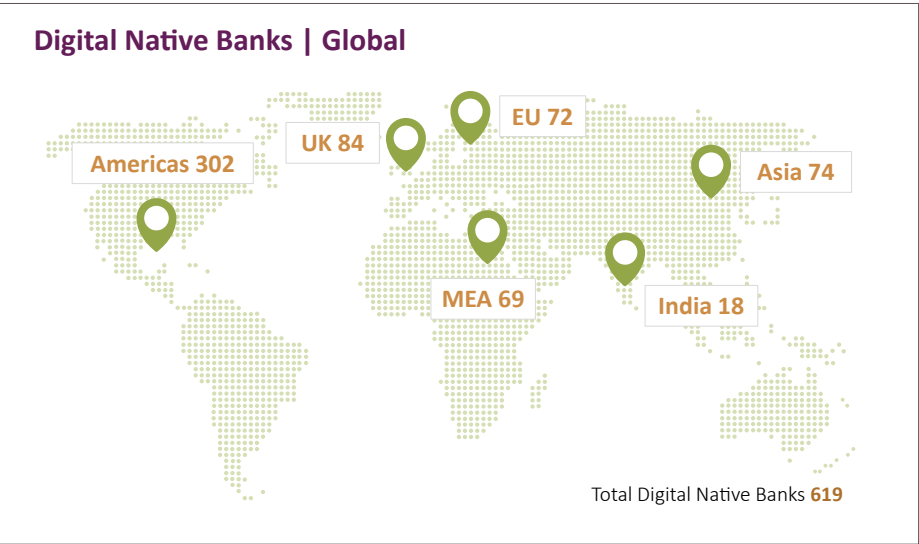 Digital Native Banks | Global
EU 72
UK 84
Americas 302
Asia 74
MEA 69
India 18
Total Digital Native Banks 619